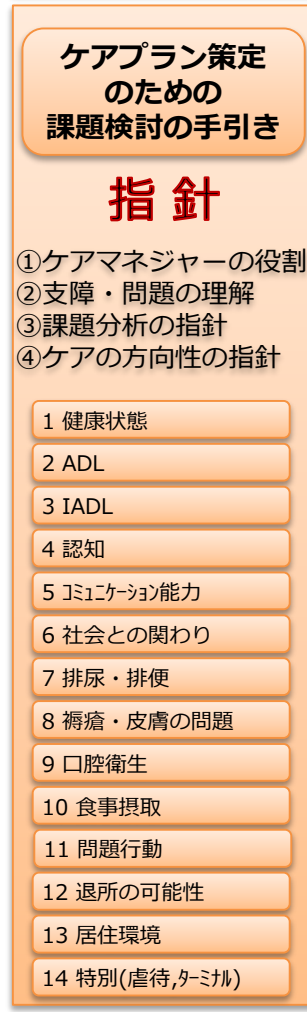 ケアプラン策定
のための
課題検討の手引き
指 針
①ケアマネジャーの役割
②支障・問題の理解
③課題分析の指針
④ケアの方向性の指針
1 健康状態
2 ADL
3 IADL
4 認知
5 ｺﾐｭﾆｹｰｼｮﾝ能力
6 社会との関わり
7 排尿・排便
8 褥瘡・皮膚の問題
9 口腔衛生
10 食事摂取
11 問題行動
12 退所の可能性
13 居住環境
14 特別(虐待,ﾀｰﾐﾅﾙ)